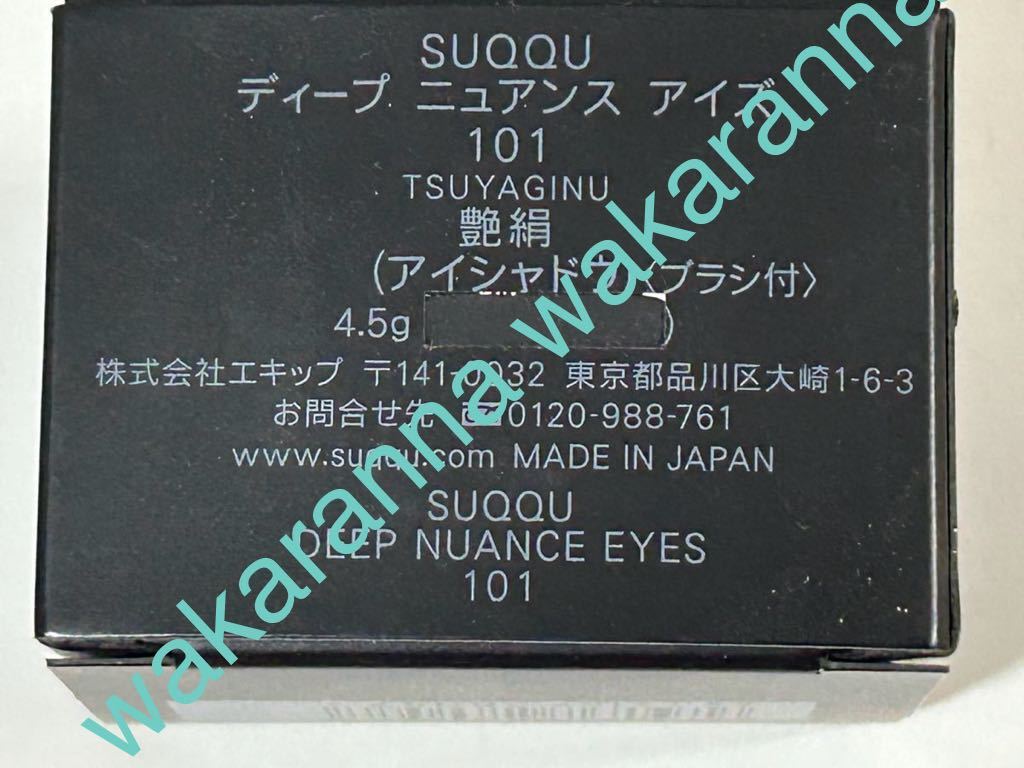 SUQQU
ディープ ニュアンス アイズ
101
TSUYAGINU
艶絹
(アイシャドウ〈ブラシ付〉
4.5g )
株式会社エキップ 〒141-0032 東京都品川区大崎1-6-3
お問合せ先 0120-988-761
www.suqqu.com MADE IN JAPAN
SUQQU
DEEP NUANCE EYES
101
wakaranna wakaranna wakaranna